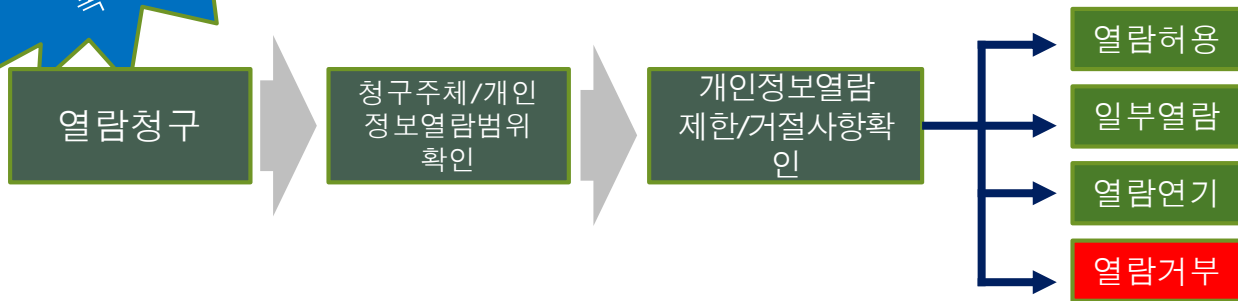 열람청구
청구주체/개인
정보열람범위
확인
개인정보열람
제한/거절사항확
인
열람허용
일부열람
열람연기
열람거부